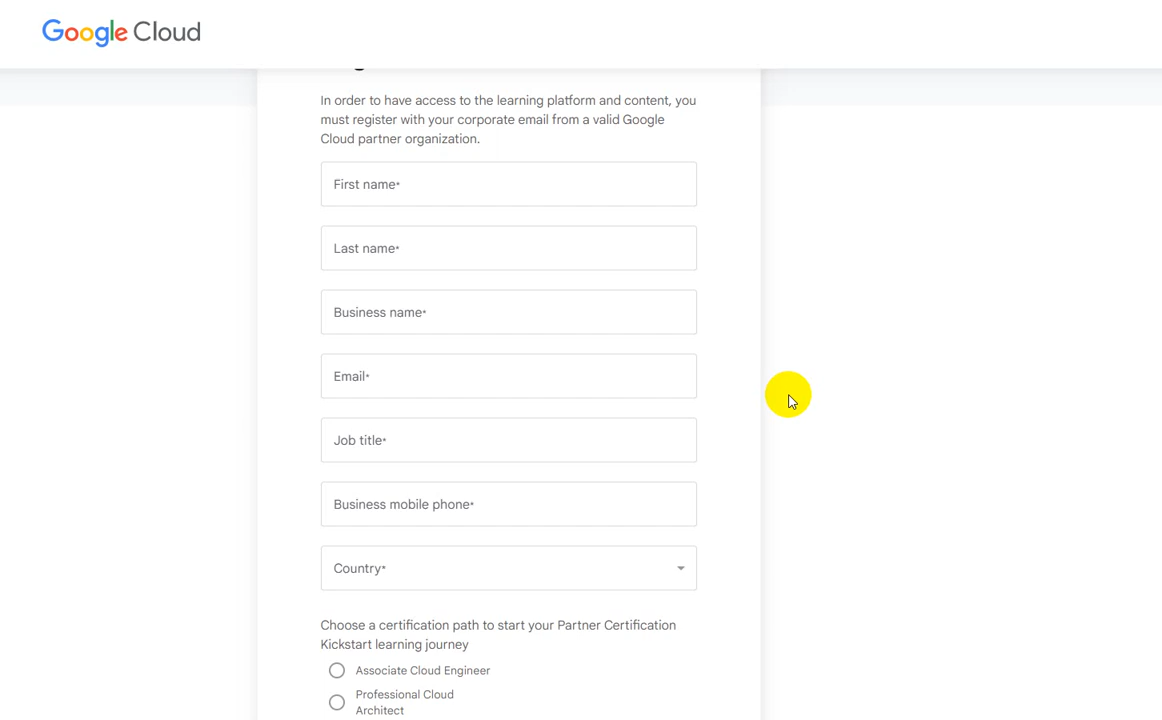 Google Cloud
In order to have access to the learning platform and content, you
must register with your corporate email from a valid Google
Cloud partner organization.
First name*
Last name*
Business name*
Email*
Job title*
Business mobile phone*
Country*
Choose a certification path to start your Partner Certification
Kickstart learning journey
Associate Cloud Engineer
Professional Cloud
Architect